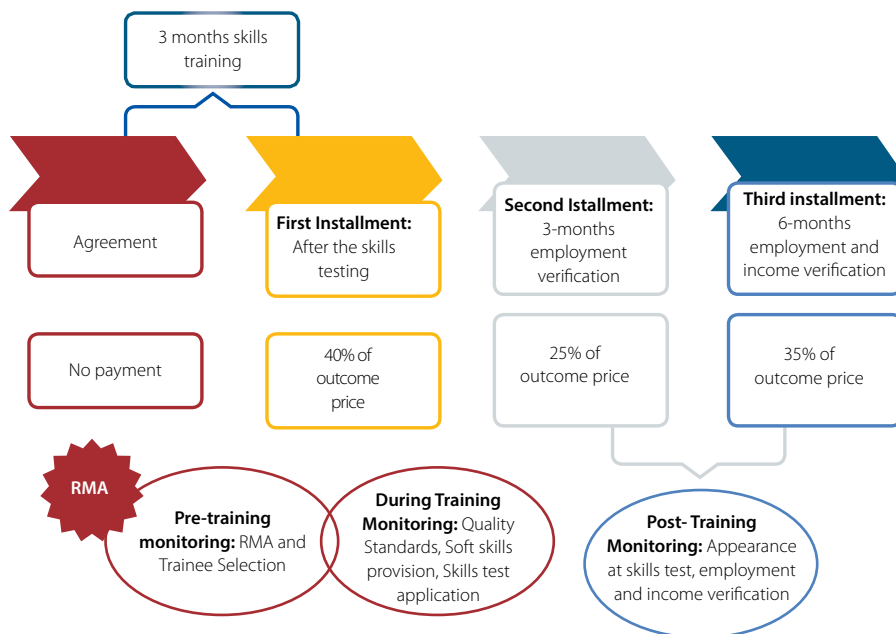 3 months skills
training
Agreement
First Installment:
After the skills
testing
Second Istallment:
3-months
employment
verification
Third installment:
6-months
employment and
income verification
No payment
40% of
outcome
price
25% of
outcome price
35% of
outcome price
RMA
Pre-training
monitoring: RMA and
Trainee Selection
During Training
Monitoring: Quality
Standards, Soft skills
provision, Skills test
application
Post- Training
Monitoring: Appearance
at skills test, employment
and income verification